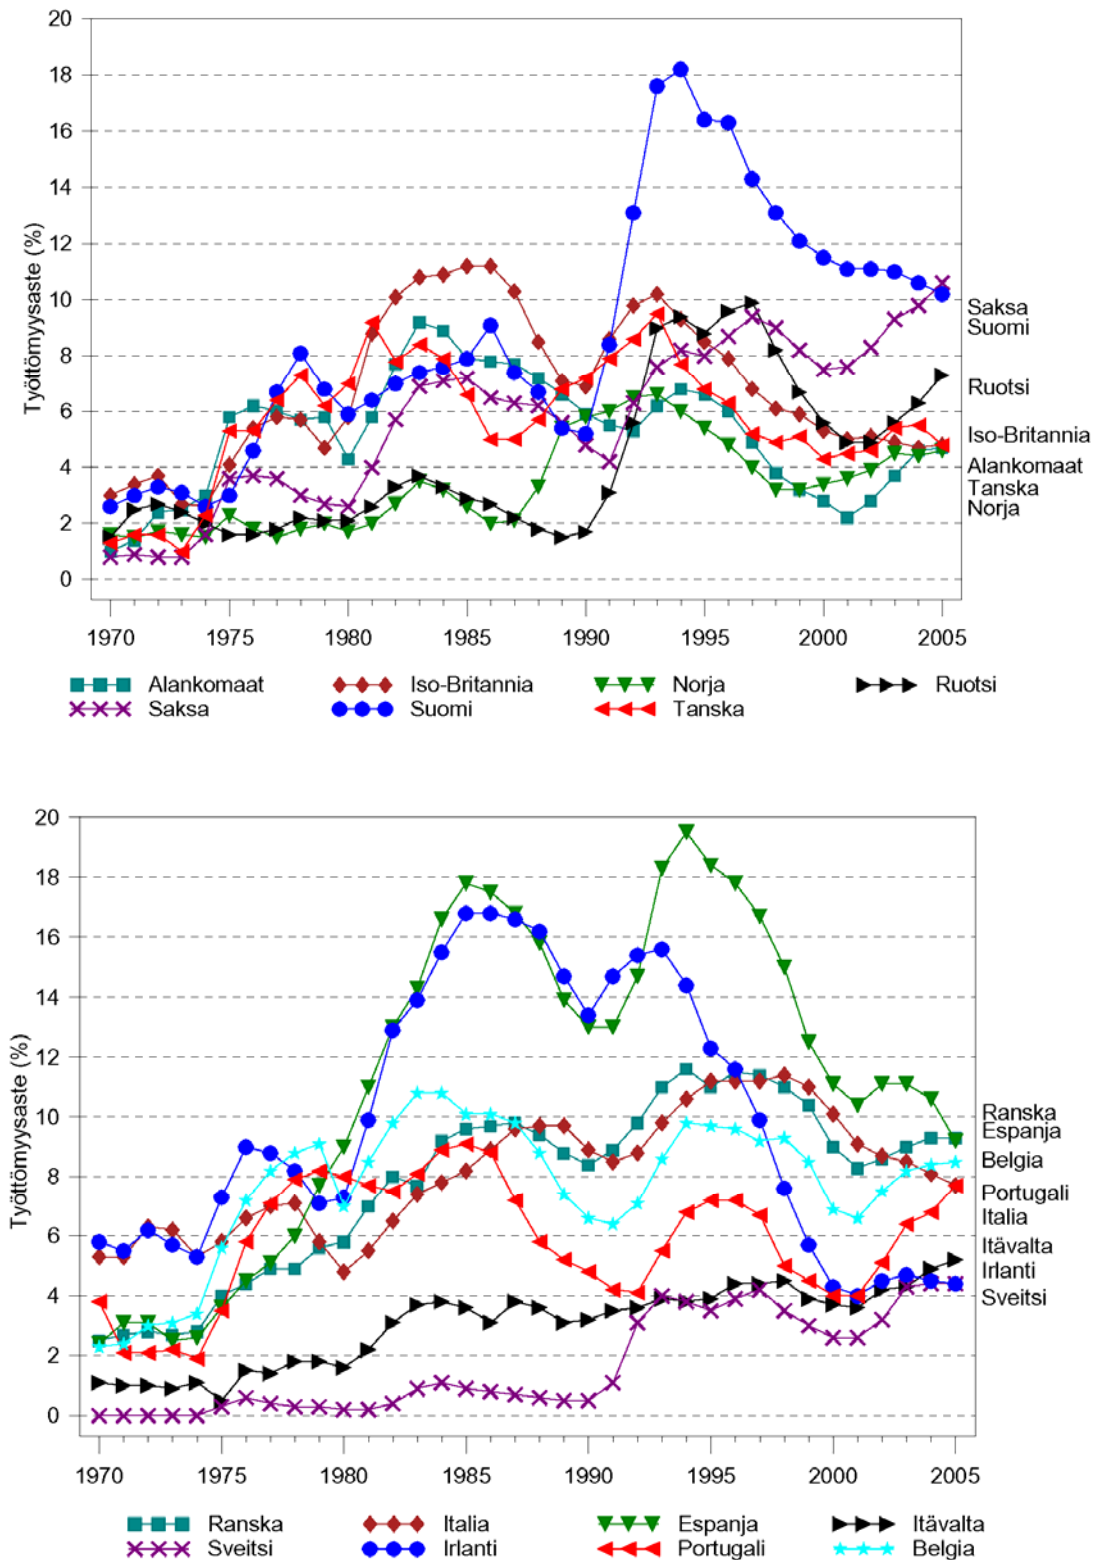 20
18
16
14
12
10
8
6
4
2
0
Työttömyysaste (%)
Saksa
Suomi
Ruotsi
Iso-Britannia
Alankomaat
Tanska
Norja
1970 1975 1980 1985 1990 1995 2000 2005
Alankomaat Iso-Britannia Norja Ruotsi
Saksa Suomi Tanska
20
18
16
14
12
10
8
6
4
2
0
Työttömyysaste (%)
Ranska
Espanja
Belgia
Portugali
Italia
Itävalta
Irlanti
Sveitsi
1970 1975 1980 1985 1990 1995 2000 2005
Ranska Italia Espanja Itävalta
Sveitsi Irlanti Portugali Belgia